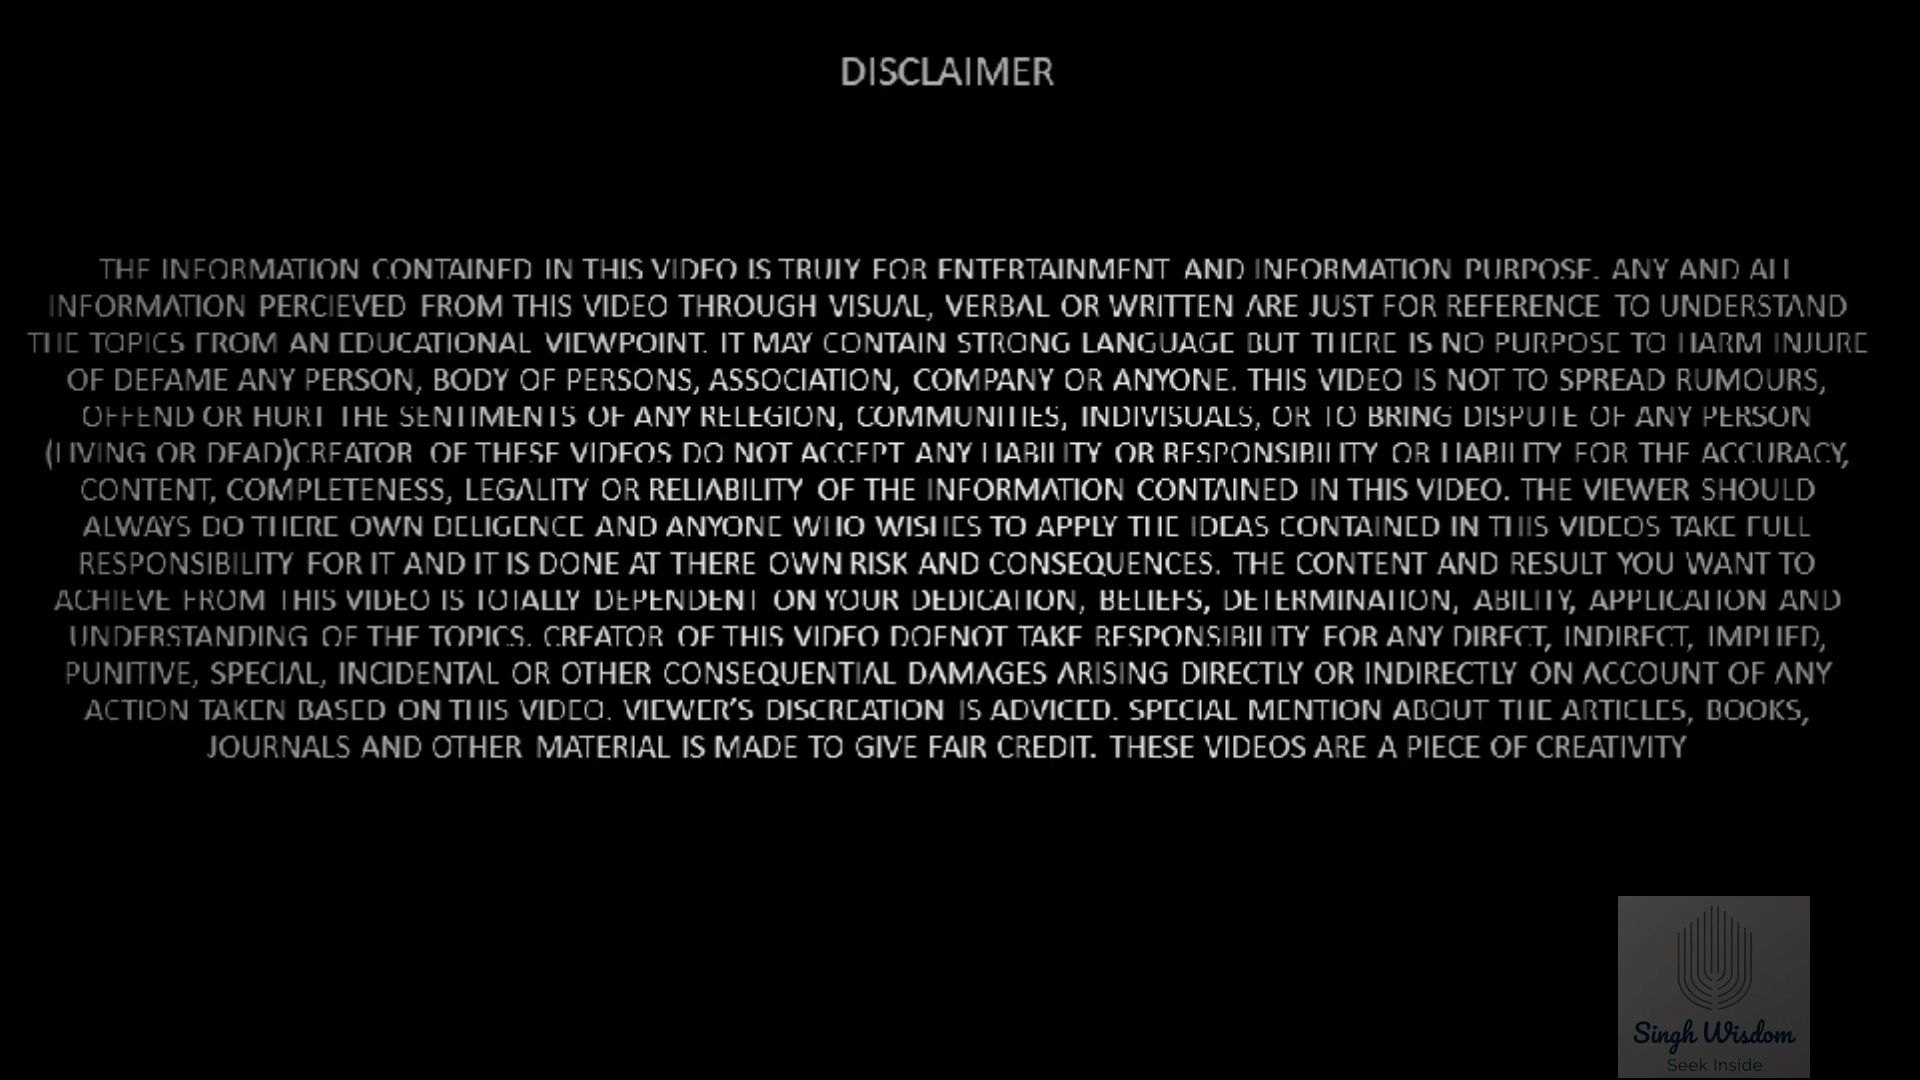 DISCLAIMER
THE INFORMATION CONTAINED IN THIS VIDEO IS TRULY FOR ENTERTAINMENT AND INFORMATION PURPOSE. ANY AND ALL
INFORMATION PERCIEVED FROM THIS VIDEO THROUGH VISUAL, VERBAL OR WRITTEN ARE JUST FOR REFERENCE TO UNDERSTAND
THE TOPICS FROM AN EDUCATIONAL VIEWPOINT. IT MAY CONTAIN STRONG LANGUAGE BUT THERE IS NO PURPOSE TO HARM INJURE
OF DEFAME ANY PERSON, BODY OF PERSONS, ASSOCIATION, COMPANY OR ANYONE. THIS VIDEO IS NOT TO SPREAD RUMOURS,
OFFEND OR HURT THE SENTIMENTS OF ANY RELEGION, COMMUNITIES, INDIVISUALS, OR TO BRING DISPUTE OF ANY PERSON
(LIVING OR DEAD)CREATOR OF THESE VIDEOS DO NOT ACCEPT ANY LIABILITY OR RESPONSIBILITY OR LIABILITY FOR THE ACCURACY,
CONTENT, COMPLETENESS, LEGALITY OR RELIABILITY OF THE INFORMATION CONTAINED IN THIS VIDEO. THE VIEWER SHOULD
ALWAYS DO THERE OWN DELIGENCE AND ANYONE WHO WISHES TO APPLY THE IDEAS CONTAINED IN THIS VIDEOS TAKE FULL
RESPONSIBILITY FOR IT AND IT IS DONE AT THERE OWN RISK AND CONSEQUENCES. THE CONTENT AND RESULT YOU WANT TO
ACHIEVE FROM THIS VIDEO IS TOTALLY DEPENDENT ON YOUR DEDICATION, BELIEFS, DETERMINATION, ABILITY, APPLICATION AND
UNDERSTANDING OF THE TOPICS. CREATOR OF THIS VIDEO DOENOT TAKE RESPONSIBILITY FOR ANY DIRECT, INDIRECT, IMPLIED,
PUNITIVE, SPECIAL, INCIDENTAL OR OTHER CONSEQUENTIAL DAMAGES ARISING DIRECTLY OR INDIRECTLY ON ACCOUNT OF ANY
ACTION TAKEN BASED ON THIS VIDEO. VIEWER'S DISCREATION IS ADVICED. SPECIAL MENTION ABOUT THE ARTICLES, BOOKS,
JOURNALS AND OTHER MATERIAL IS MADE TO GIVE FAIR CREDIT. THESE VIDEOS ARE A PIECE OF CREATIVITY
Singh Wisdom
Seek Inside